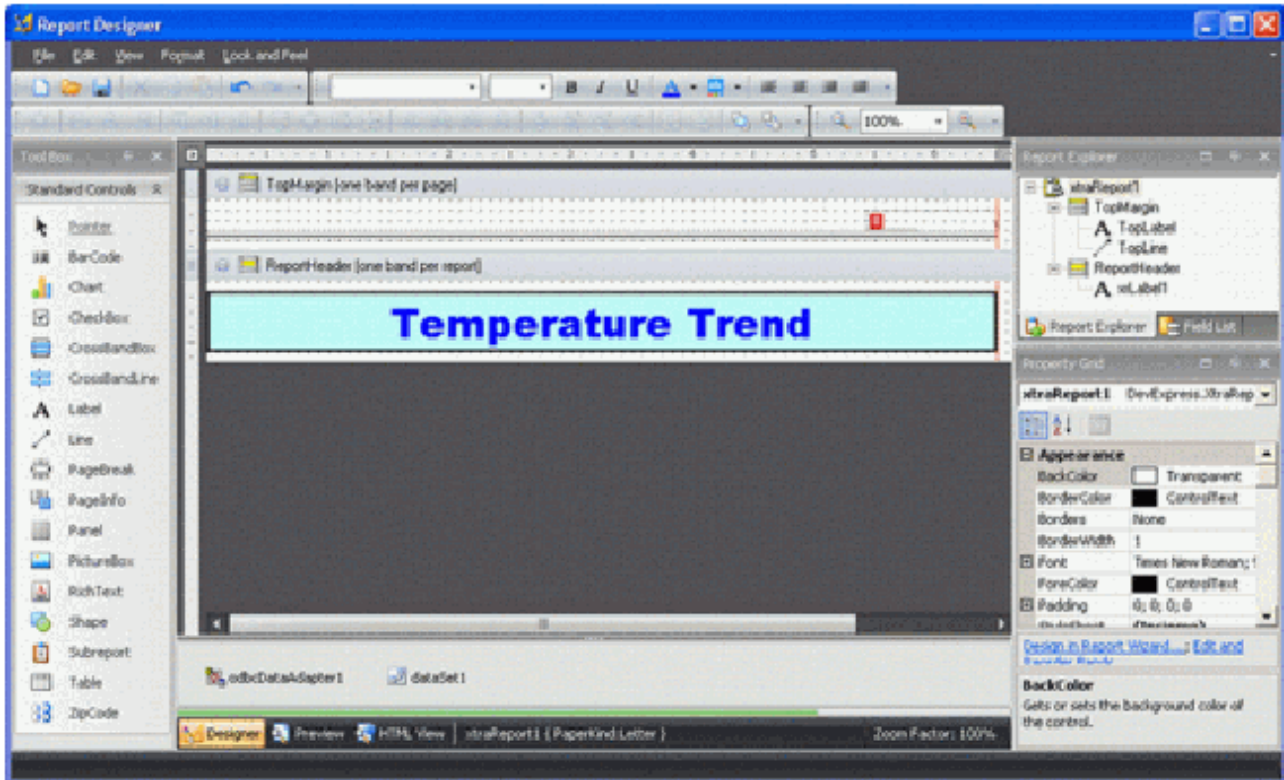 Report Designer
File Edit View Format Look and Feel
B I U
100%
Tool Box
Standard Controls
Pointer
BarCode
Chart
CheckBox
CrossBandBox
CrossBandLine
Label
Line
PageBreak
PageInfo
Panel
PictureBox
RichText
Shape
Subreport
Table
ZipCode
TopMargin [one band per page]
ReportHeader [one band per report]
Temperature Trend
odbcDataAdapter1 dataSet1
Designer Preview HTML View xtraReport1 { PaperKind: Letter } Zoom Factor: 100%
Report Explorer
xtraReport1
TopMargin
TopLabel
TopLine
ReportHeader
xrLabel1
Report Explorer Field List
Property Grid
xtraReport1 DevExpress.XtraRep
Appearance
BackColor Transparent
BorderColor ControlText
Borders None
BorderWidth 1
Font Times New Roman;
ForeColor ControlText
Padding 0; 0; 0; 0
Design in Report Wizard...; Edit and
BackColor
Gets or sets the background color of
the control.